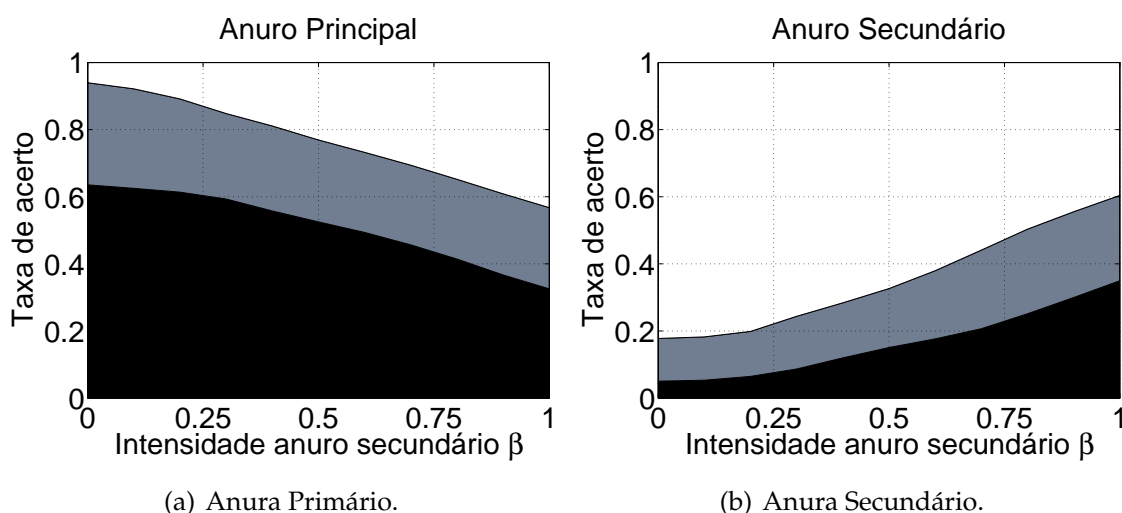 Anuro Principal
1
0.8
0.6
0.4
0.2
0
Taxa de acerto
0 0.25 0.5 0.75 1
Intensidade anuro secundário β
(a) Anura Primário.
Anuro Secundário
1
0.8
0.6
0.4
0.2
0
Taxa de acerto
0 0.25 0.5 0.75 1
Intensidade anuro secundário β
(b) Anura Secundário.